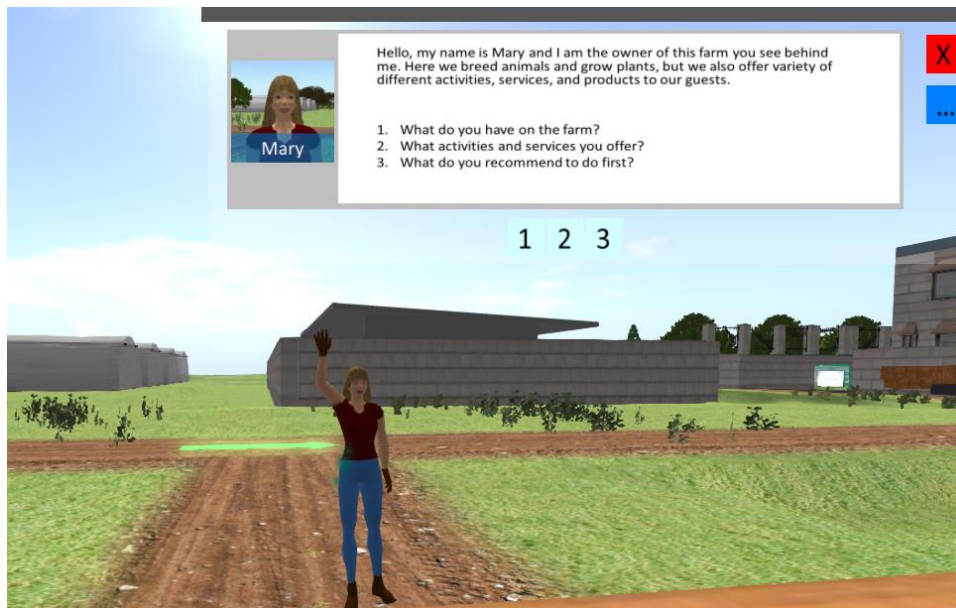 Hello, my name is Mary and I am the owner of this farm you see behind
me. Here we breed animals and grow plants, but we also offer variety of
different activities, services, and products to our guests.
1. What do you have on the farm?
2. What activities and services you offer?
3. What do you recommend to do first?
Mary
X
...
1 2 3